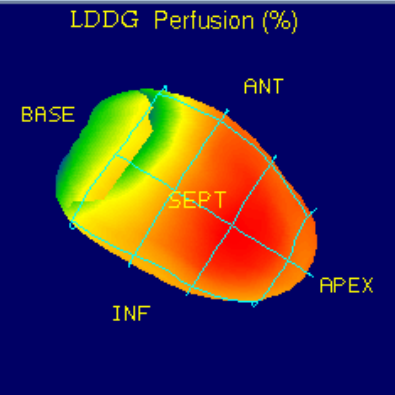 LDDG Perfusion (%)
ANT
BASE
SEPT
APEX
INF